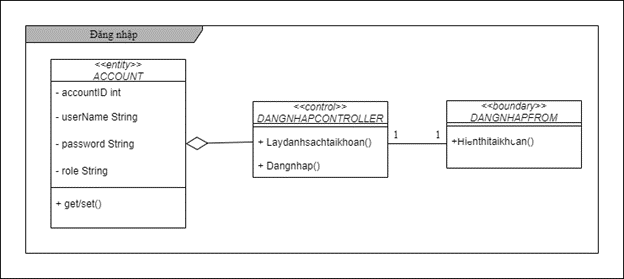 Đăng nhập
<<entity>>
ACCOUNT
- accountID int
- userName String
- password String
- role String
+ get/set()
<<control>>
DANGNHAPCONTROLLER
+ Laydanhsachtaikhoan()
+ Dangnhap()
1
1
<<boundary>>
DANGNHAPFROM
+Hienthitaikhoan()